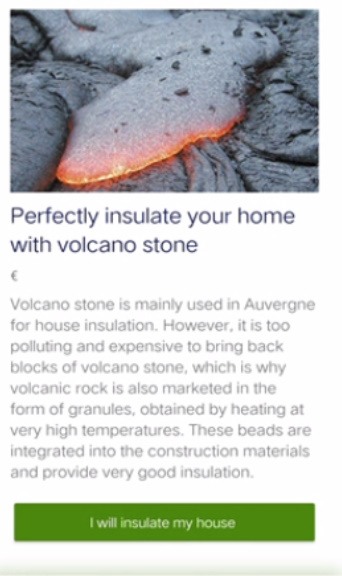 Perfectly insulate your home
with volcano stone
€
Volcano stone is mainly used in Auvergne
for house insulation. However, it is too
polluting and expensive to bring back
blocks of volcano stone, which is why
volcanic rock is also marketed in the
form of granules, obtained by heating at
very high temperatures. These beads are
integrated into the construction materials
and provide very good insulation.
I will insulate my house